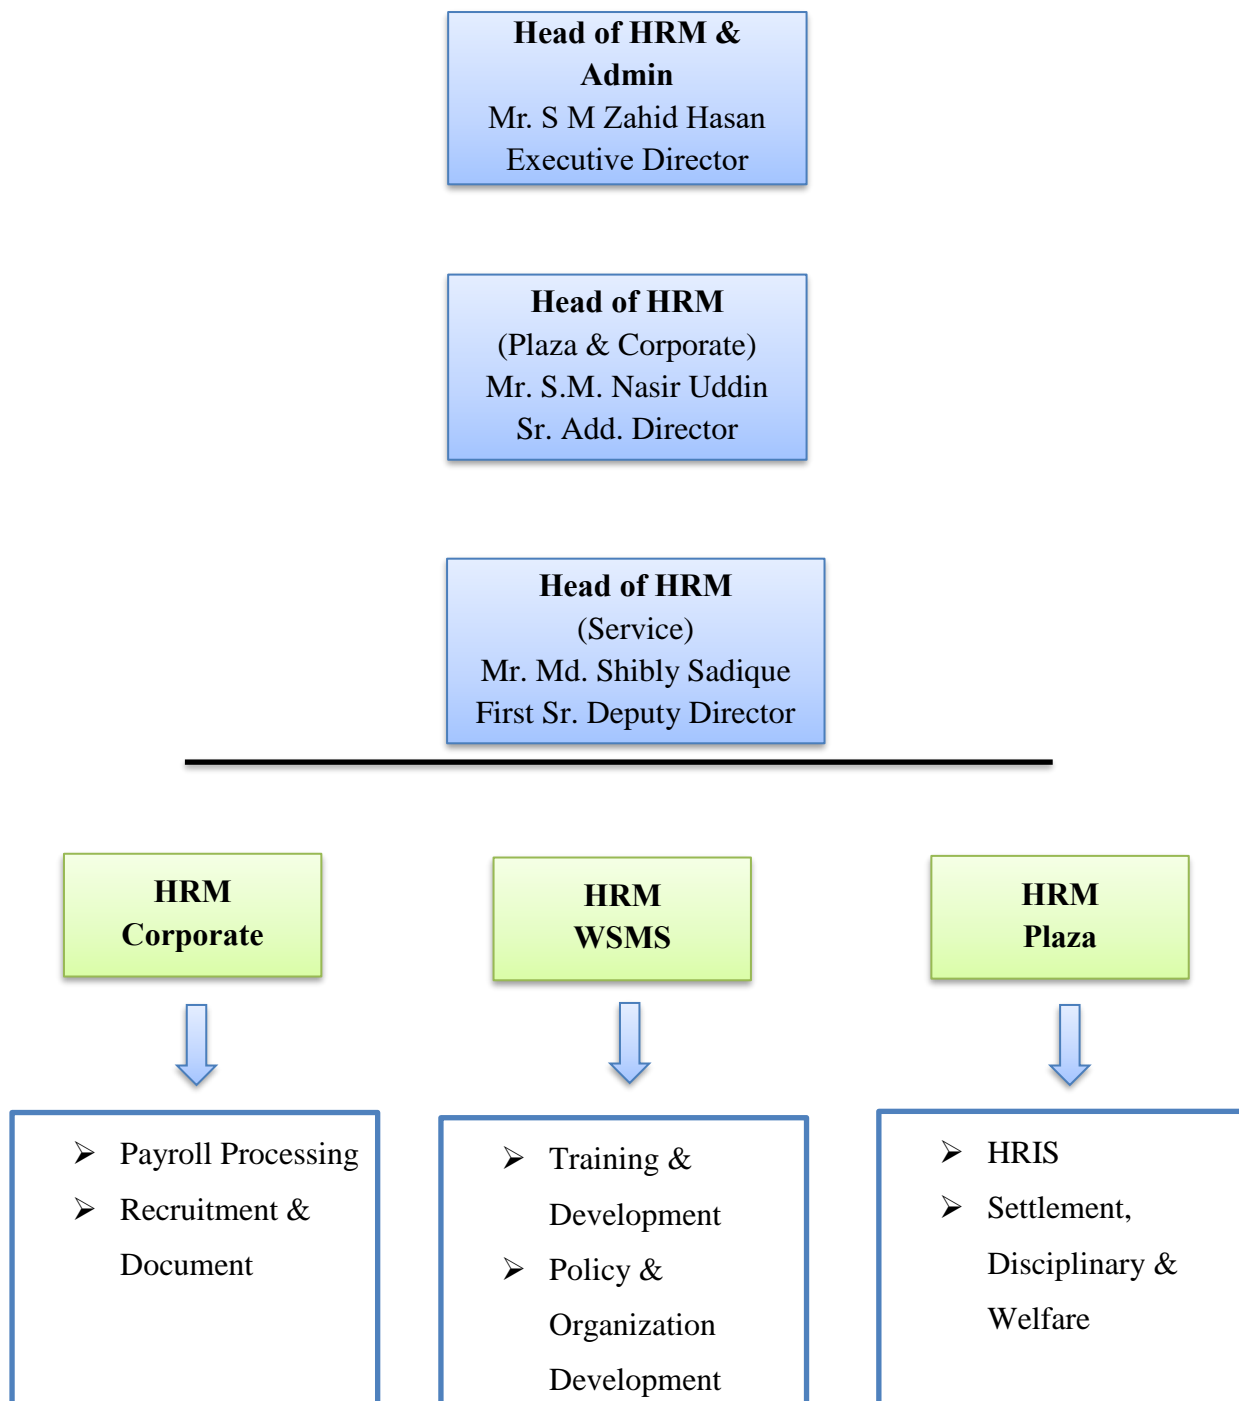 Head of HRM &
Admin
Mr. S M Zahid Hasan
Executive Director
Head of HRM
(Plaza & Corporate)
Mr. S.M. Nasir Uddin
Sr. Add. Director
Head of HRM
(Service)
Mr. Md. Shibly Sadique
First Sr. Deputy Director
HRM
Corporate
HRM
WSMS
HRM
Plaza
➢ Payroll Processing
➢ Recruitment &
Document
➢ Training &
Development
➢ Policy &
Organization
Development
➢ HRIS
➢ Settlement,
Disciplinary &
Welfare